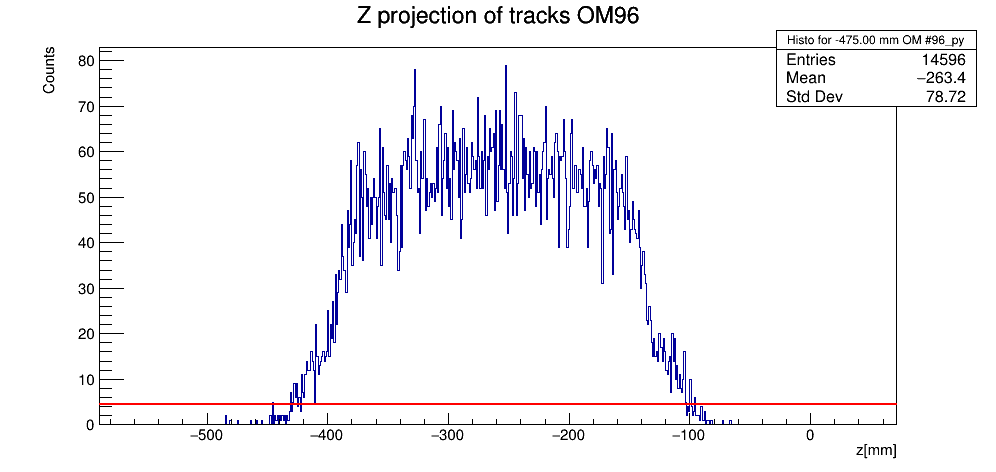 Z projection of tracks OM96
Histo for -475.00 mm OM #96_py
Entries 14596
Mean −263.4
Std Dev 78.72
Counts
80
70
60
50
40
30
20
10
0
−500 −400 −300 −200 −100 0
z[mm]